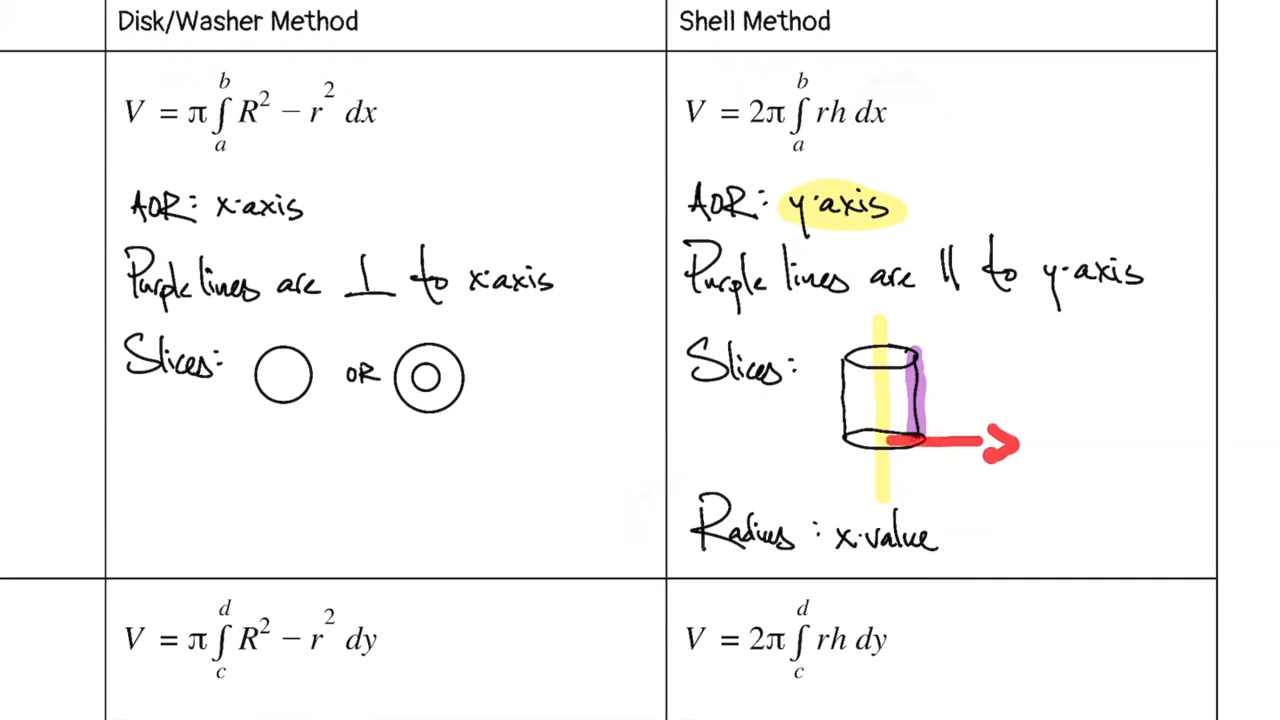 Disk/Washer Method
V = π∫ₐᵇ R² − r² dx
AOR: x-axis
Purple lines are ⊥ to x-axis
Slices: OR
Shell Method
V = 2π∫ₐᵇ rh dx
AOR: y-axis
Purple lines are || to y-axis
Slices:
Radius: x-value
V = π∫_c^d R² − r² dy
V = 2π∫_c^d rh dy